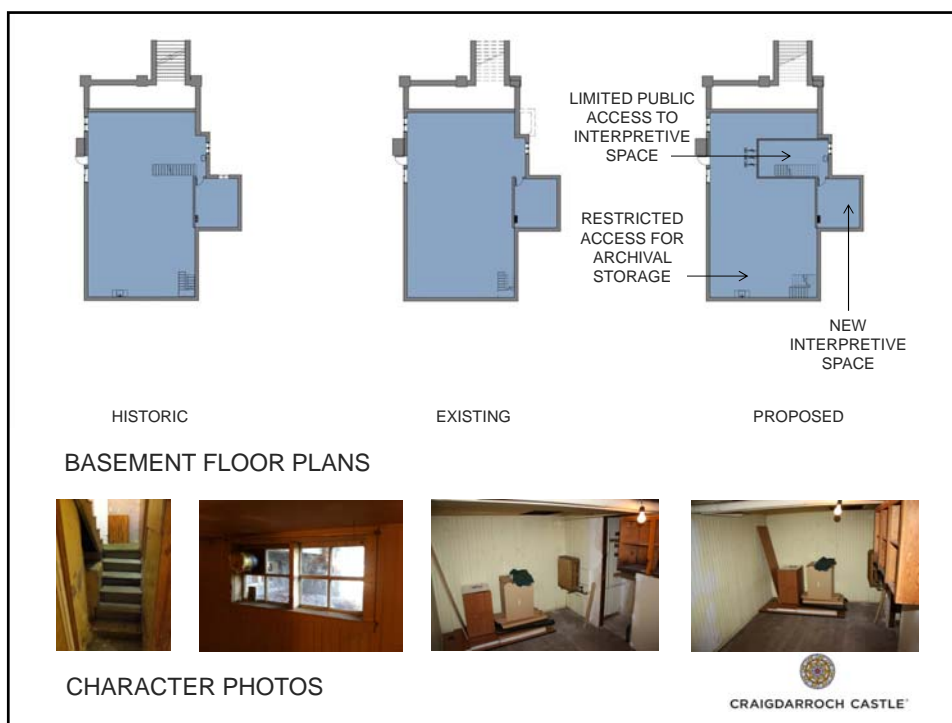 LIMITED PUBLIC
ACCESS TO
INTERPRETIVE
SPACE
RESTRICTED
ACCESS FOR
ARCHIVAL
STORAGE
NEW
INTERPRETIVE
SPACE
HISTORIC
EXISTING
PROPOSED
BASEMENT FLOOR PLANS
CHARACTER PHOTOS
CRAIGDARROCH CASTLE